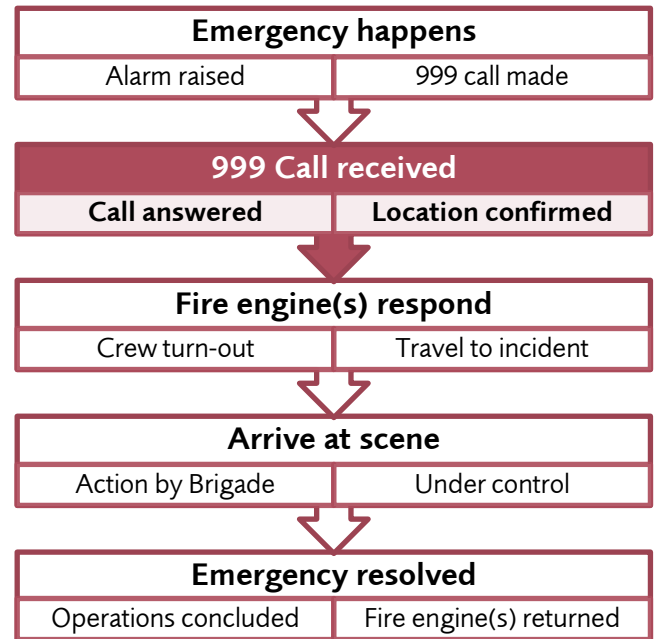 Emergency happens
Alarm raised 999 call made
999 Call received
Call answered Location confirmed
Fire engine(s) respond
Crew turn-out Travel to incident
Arrive at scene
Action by Brigade Under control
Emergency resolved
Operations concluded Fire engine(s) returned